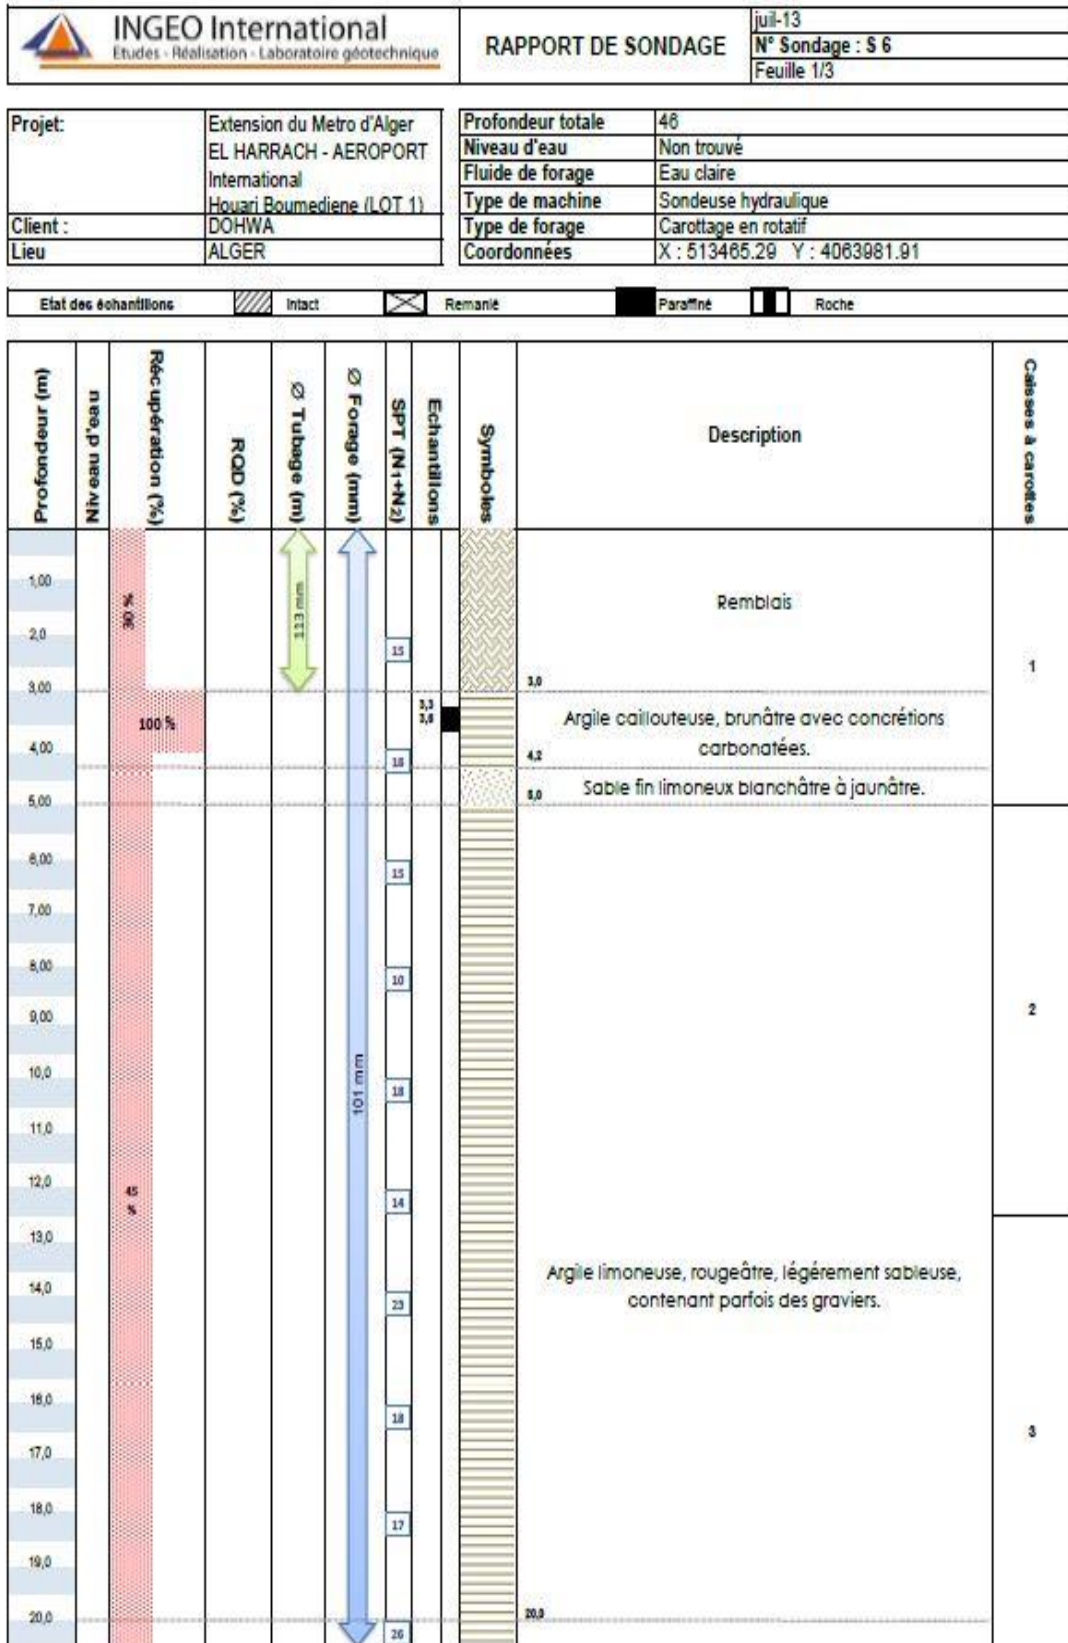 INGEO International
Etudes - Réalisation - Laboratoire géotechnique
RAPPORT DE SONDAGE
juil-13
N° Sondage : S 6
Feuille 1/3
Projet:
Extension du Metro d'Alger
EL HARRACH - AEROPORT
International
Houari Boumediene (LOT 1)
Client :
DOHWA
Lieu
ALGER
Profondeur totale
46
Niveau d'eau
Non trouvé
Fluide de forage
Eau claire
Type de machine
Sondeuse hydraulique
Type de forage
Carottage en rotatif
Coordonnées
X : 513465.29 Y : 4063981.91
Etat des échantillons
Intact
Remanié
Paraffiné
Roche
Profondeur (m)
Niveau d'eau
Récupération (%)
RQD (%)
Ø Tubage (m)
Ø Forage (mm)
SPT (N1+N2)
Echantillons
Symboles
Description
Caisses à carottes
1,00
30 %
113 mm
Remblais
2,0
15
1
3,00
3,0
100 %
3,3
3,6
Argile caillouteuse, brunâtre avec concrétions
carbonatées.
4,00
18
4,2
Sable fin limoneux blanchâtre à jaunâtre.
5,00
5,0
6,00
15
7,00
8,00
10
9,00
2
10,0
101 mm
18
11,0
12,0
45
%
14
13,0
Argile limoneuse, rougeâtre, légérement sableuse,
contenant parfois des graviers.
14,0
23
15,0
16,0
18
3
17,0
18,0
17
19,0
20,0
20,0
26